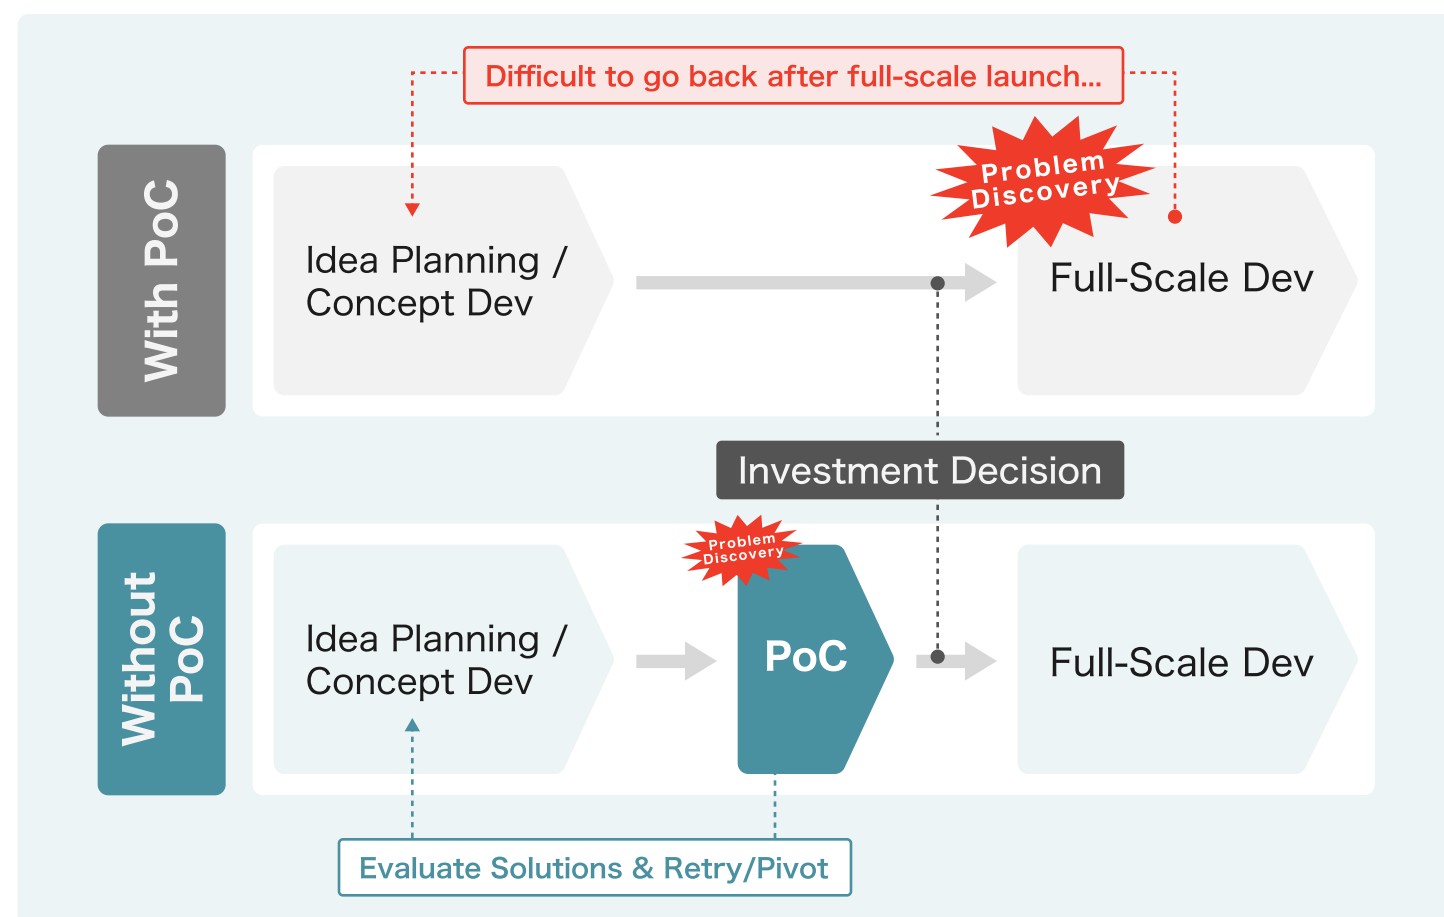 Difficult to go back after full-scale launch...
With PoC
Idea Planning /
Concept Dev
Problem
Discovery
Full-Scale Dev
Investment Decision
Without
PoC
Idea Planning /
Concept Dev
Problem
Discovery
PoC
Full-Scale Dev
Evaluate Solutions & Retry/Pivot